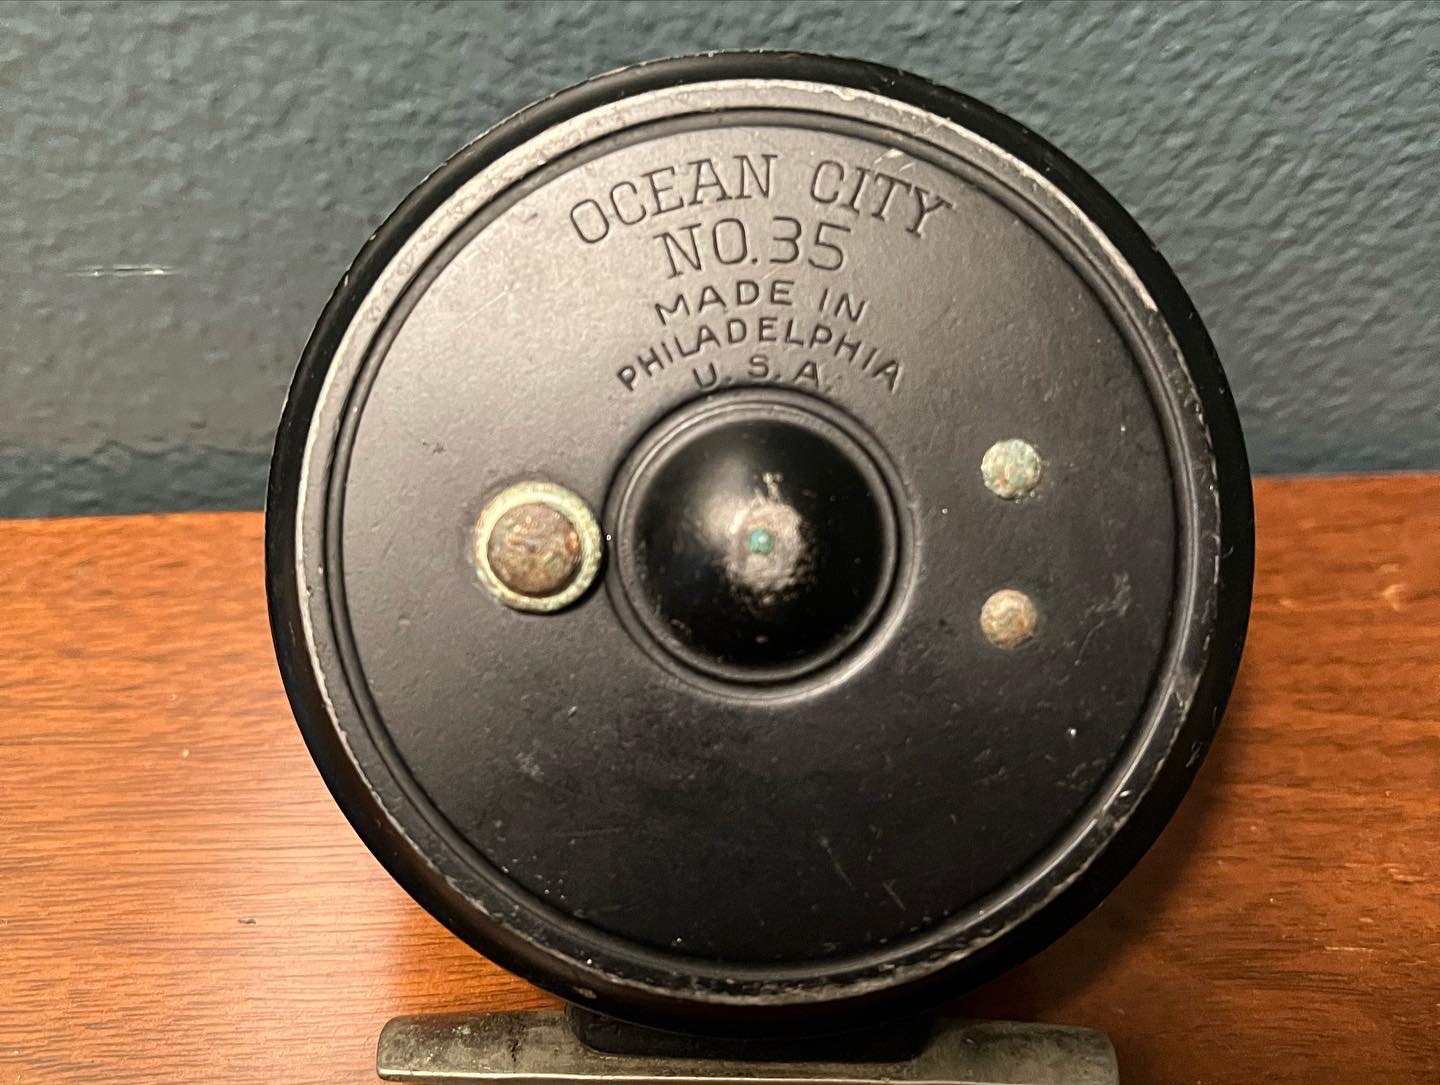 OCEAN CITY
NO. 35
MADE IN
PHILADELPHIA
U. S. A.